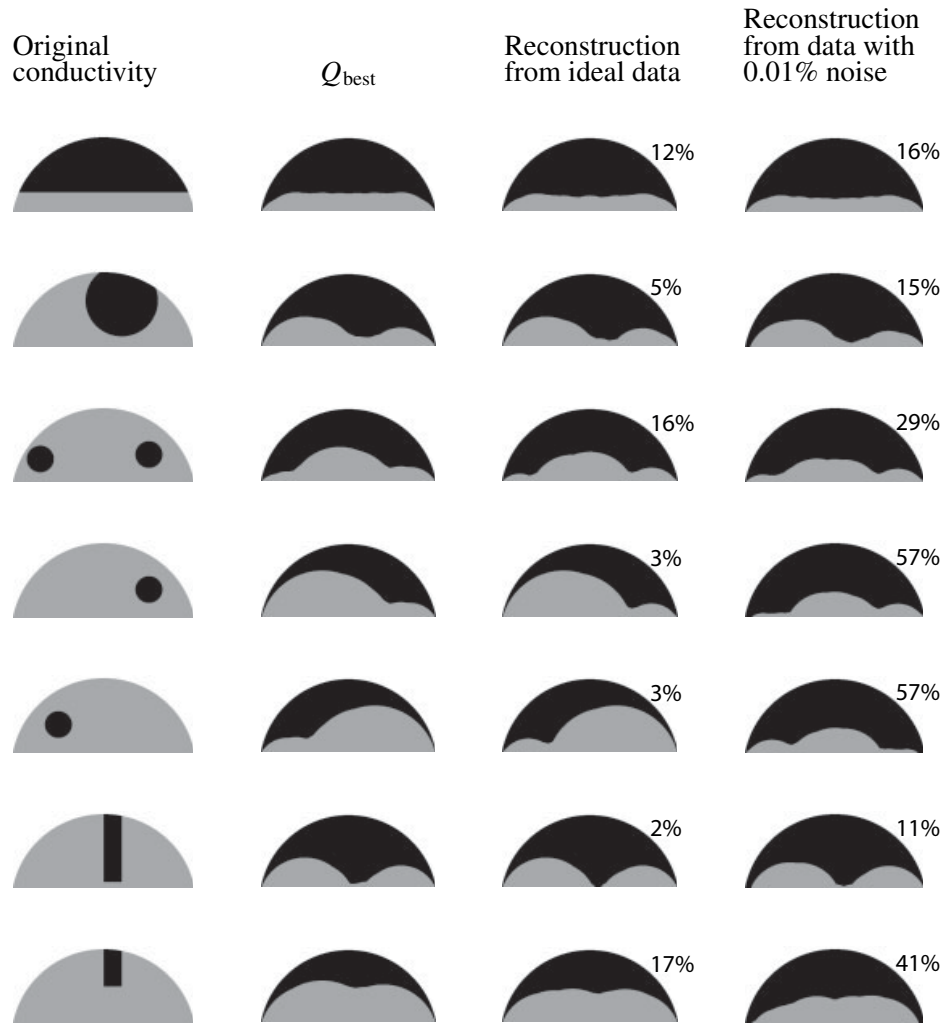 Original
conductivity
Q_best
Reconstruction
from ideal data
Reconstruction
from data with
0.01% noise
12%
16%
5%
15%
16%
29%
3%
57%
3%
57%
2%
11%
17%
41%